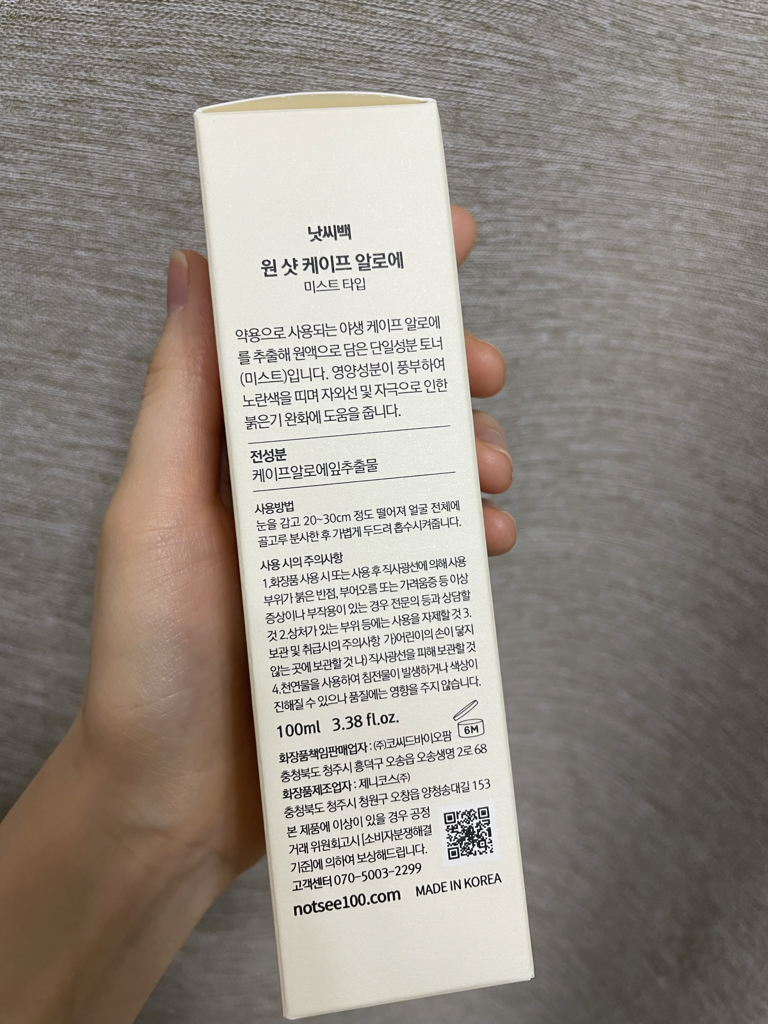 낫씨백
원 샷 케이프 알로에
미스트 타입
약용으로 사용되는 야생 케이프 알로에
를 추출해 원액으로 담은 단일성분 토너
(미스트)입니다. 영양성분이 풍부하여
노란색을 띠며 자외선 및 자극으로 인한
붉은기 완화에 도움을 줍니다.
전성분
케이프알로에잎추출물
사용방법
눈을 감고 20~30cm 정도 떨어져 얼굴 전체에
골고루 분사한 후 가볍게 두드려 흡수시켜줍니다.
사용 시의 주의사항
1.화장품 사용 시 또는 사용 후 직사광선에 의해 사용
부위가 붉은 반점, 부어오름 또는 가려움증 등 이상
증상이나 부작용이 있는 경우 전문의 등과 상담할
것 2.상처가 있는 부위 등에는 사용을 자제할 것 3.
보관 및 취급시의 주의사항 가)어린이의 손이 닿지
않는 곳에 보관할 것 나) 직사광선을 피해 보관할 것
4.천연물을 사용하여 침전물이 발생하거나 색상이
진해질 수 있으나 품질에는 영향을 주지 않습니다.
100ml 3.38 fl.oz.
6M
화장품책임판매업자 : (주)코씨드바이오팜
충청북도 청주시 흥덕구 오송읍 오송생명 2로 68
화장품제조업자 : 제니코스(주)
충청북도 청주시 청원구 오창읍 양청송대길 153
본 제품에 이상이 있을 경우 공정
거래 위원회고시 [소비자분쟁해결
기준]에 의하여 보상해드립니다.
고객센터 070-5003-2299
notsee100.com MADE IN KOREA